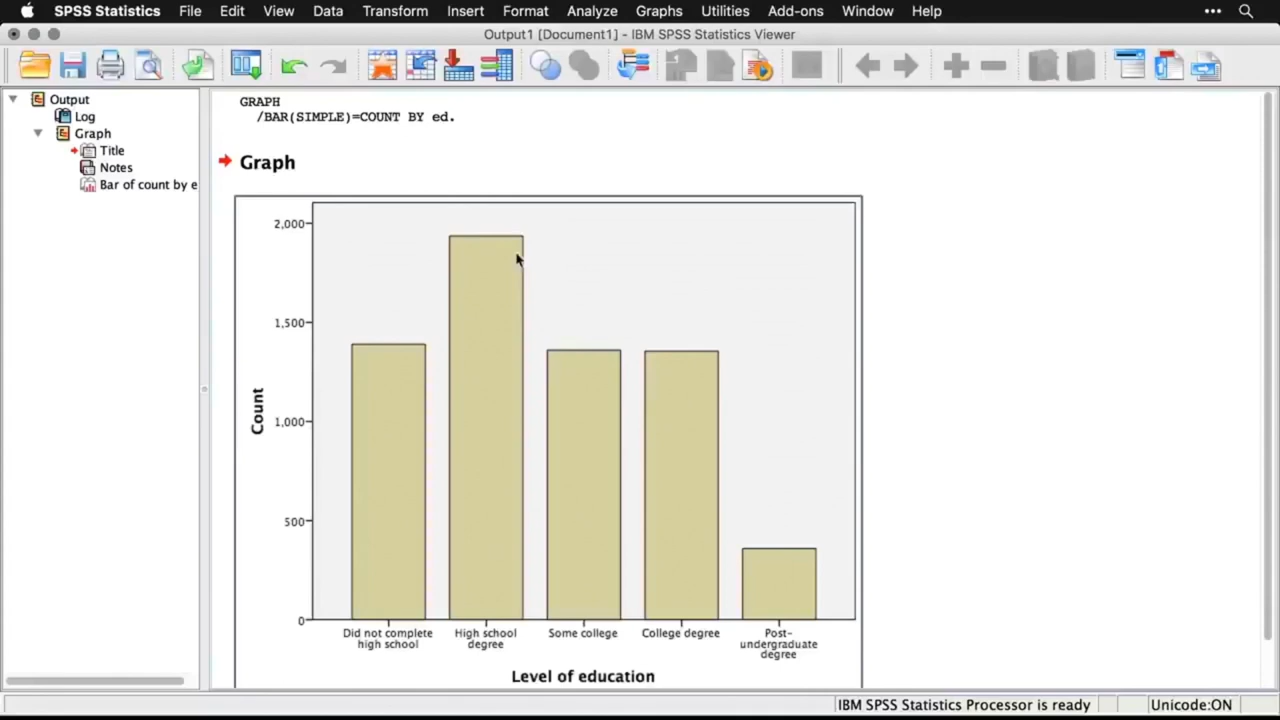 SPSS Statistics File Edit View Data Transform Insert Format Analyze Graphs Utilities Add-ons Window Help
Output1 [Document1] - IBM SPSS Statistics Viewer
Output
Log
Graph
Title
Notes
Bar of count by e
GRAPH
/BAR(SIMPLE)=COUNT BY ed.
Graph
2,000
1,500
1,000
500
0
Count
Did not complete high school
High school degree
Some college
College degree
Post-undergraduate degree
Level of education
IBM SPSS Statistics Processor is ready
Unicode:ON